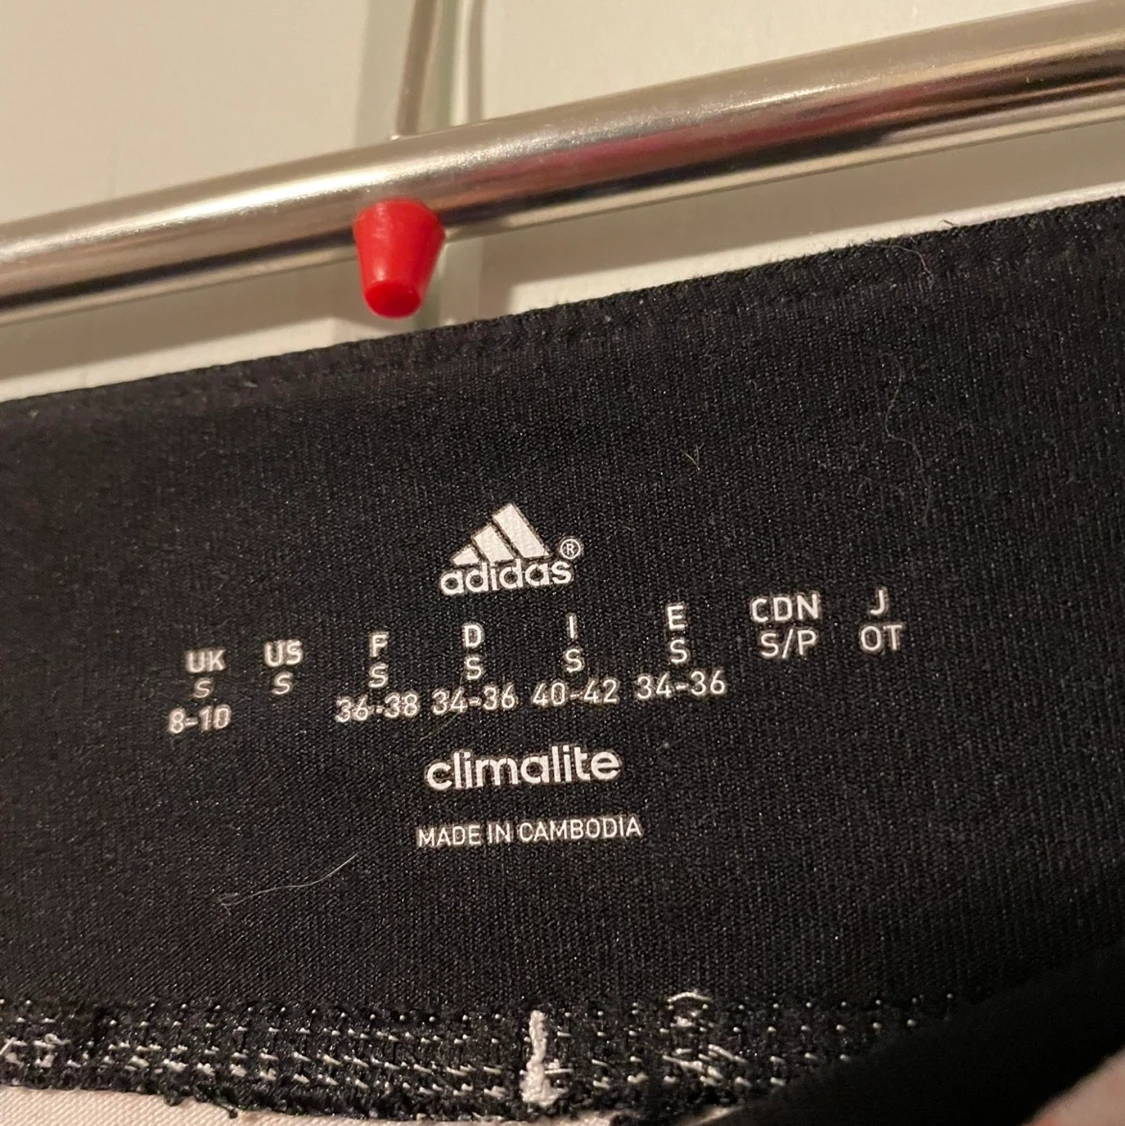 adidas®
UK US F D I E CDN J
S S S S S S S/P OT
8-10 36-38 34-36 40-42 34-36
climalite
MADE IN CAMBODIA